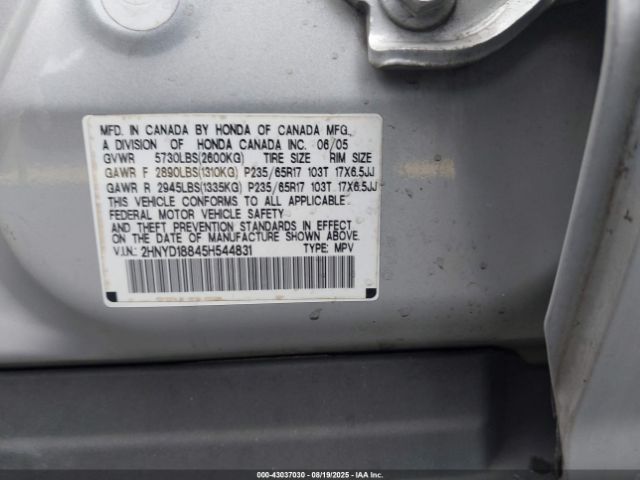 MFD. IN CANADA BY HONDA OF CANADA MFG.,
A DIVISION OF HONDA CANADA INC. 06/05
GVWR 5730LBS(2600KG) TIRE SIZE RIM SIZE
GAWR F 2890LBS(1310KG) P235/65R17 103T 17X6.5JJ
GAWR R 2945LBS(1335KG) P235/65R17 103T 17X6.5JJ
THIS VEHICLE CONFORMS TO ALL APPLICABLE
FEDERAL MOTOR VEHICLE SAFETY
AND THEFT PREVENTION STANDARDS IN EFFECT
ON THE DATE OF MANUFACTURE SHOWN ABOVE.
V.I.N.: 2HNYD18845H544831 TYPE: MPV
000-43037030 - 08/19/2025 - IAAI.COM